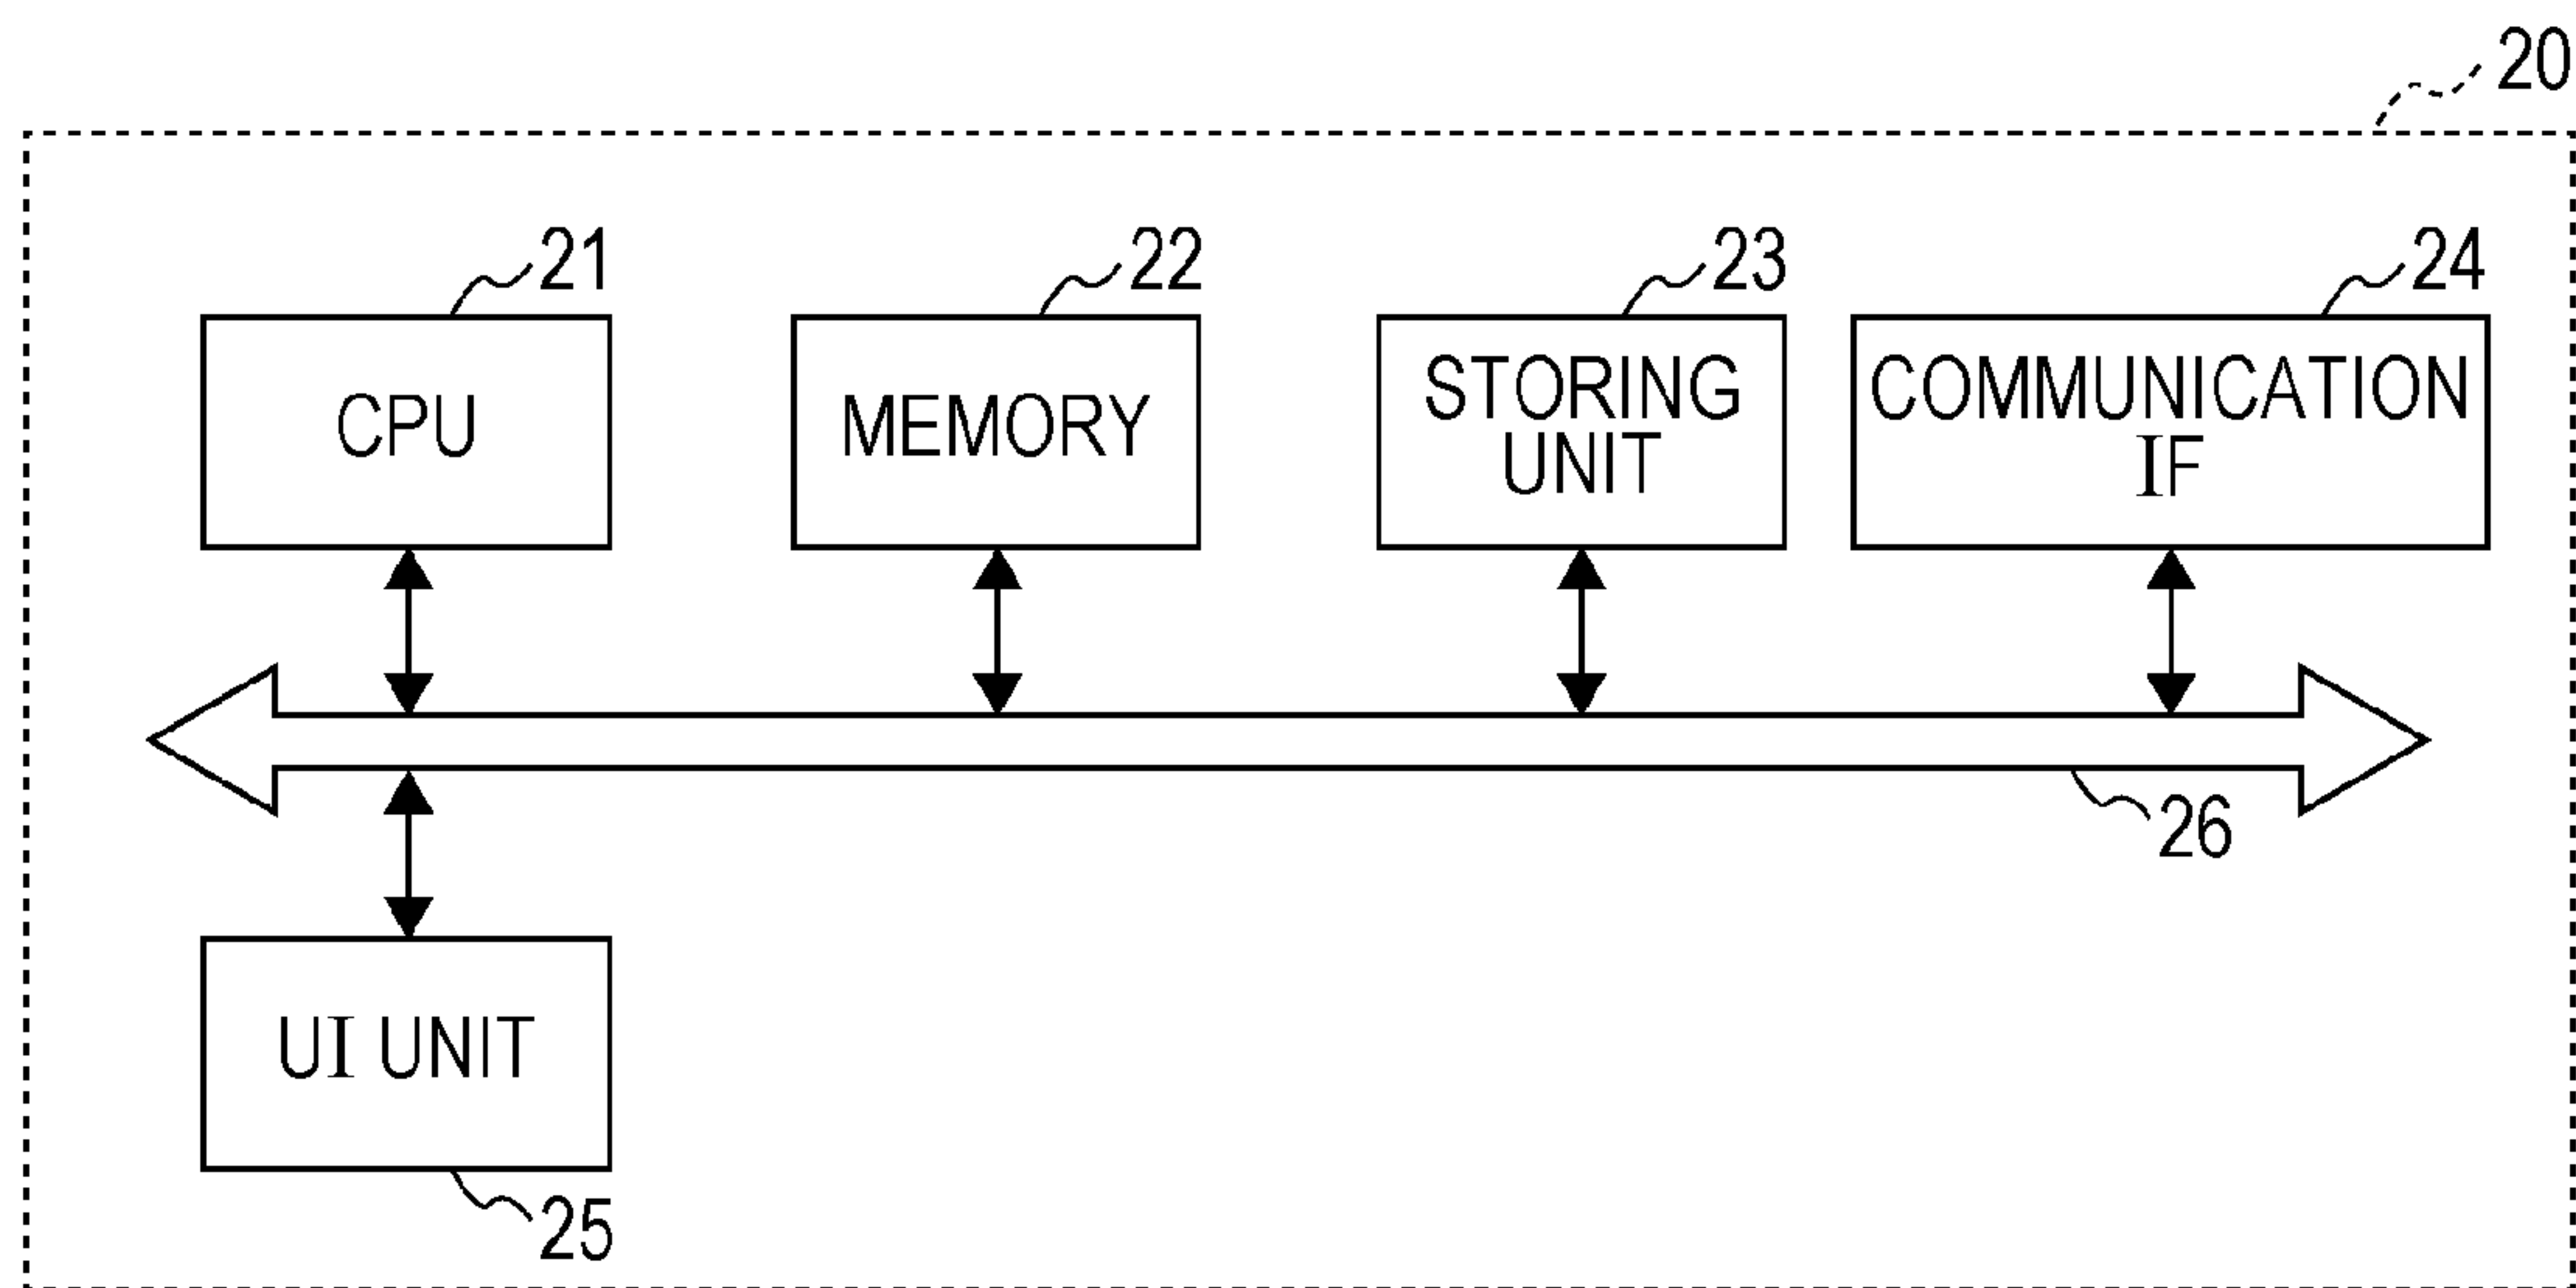 20
21
22
23
24
CPU
MEMORY
STORING
UNIT
COMMUNICATION
IF
26
UI UNIT
25